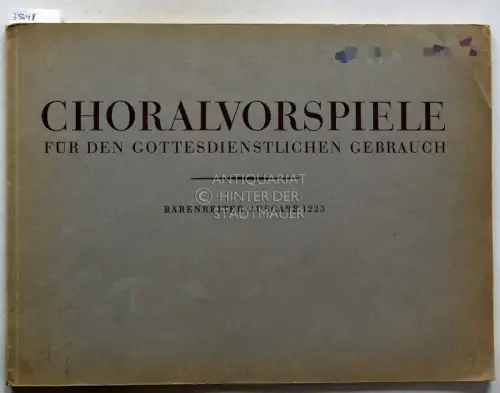 CHORALVORSPIELE
FÜR DEN GOTTESDIENSTLICHEN GEBRAUCH
ANTIQUARIAT
© HINTER DER
STADTMAUER
BÄRENREITER-AUSGABE 1223